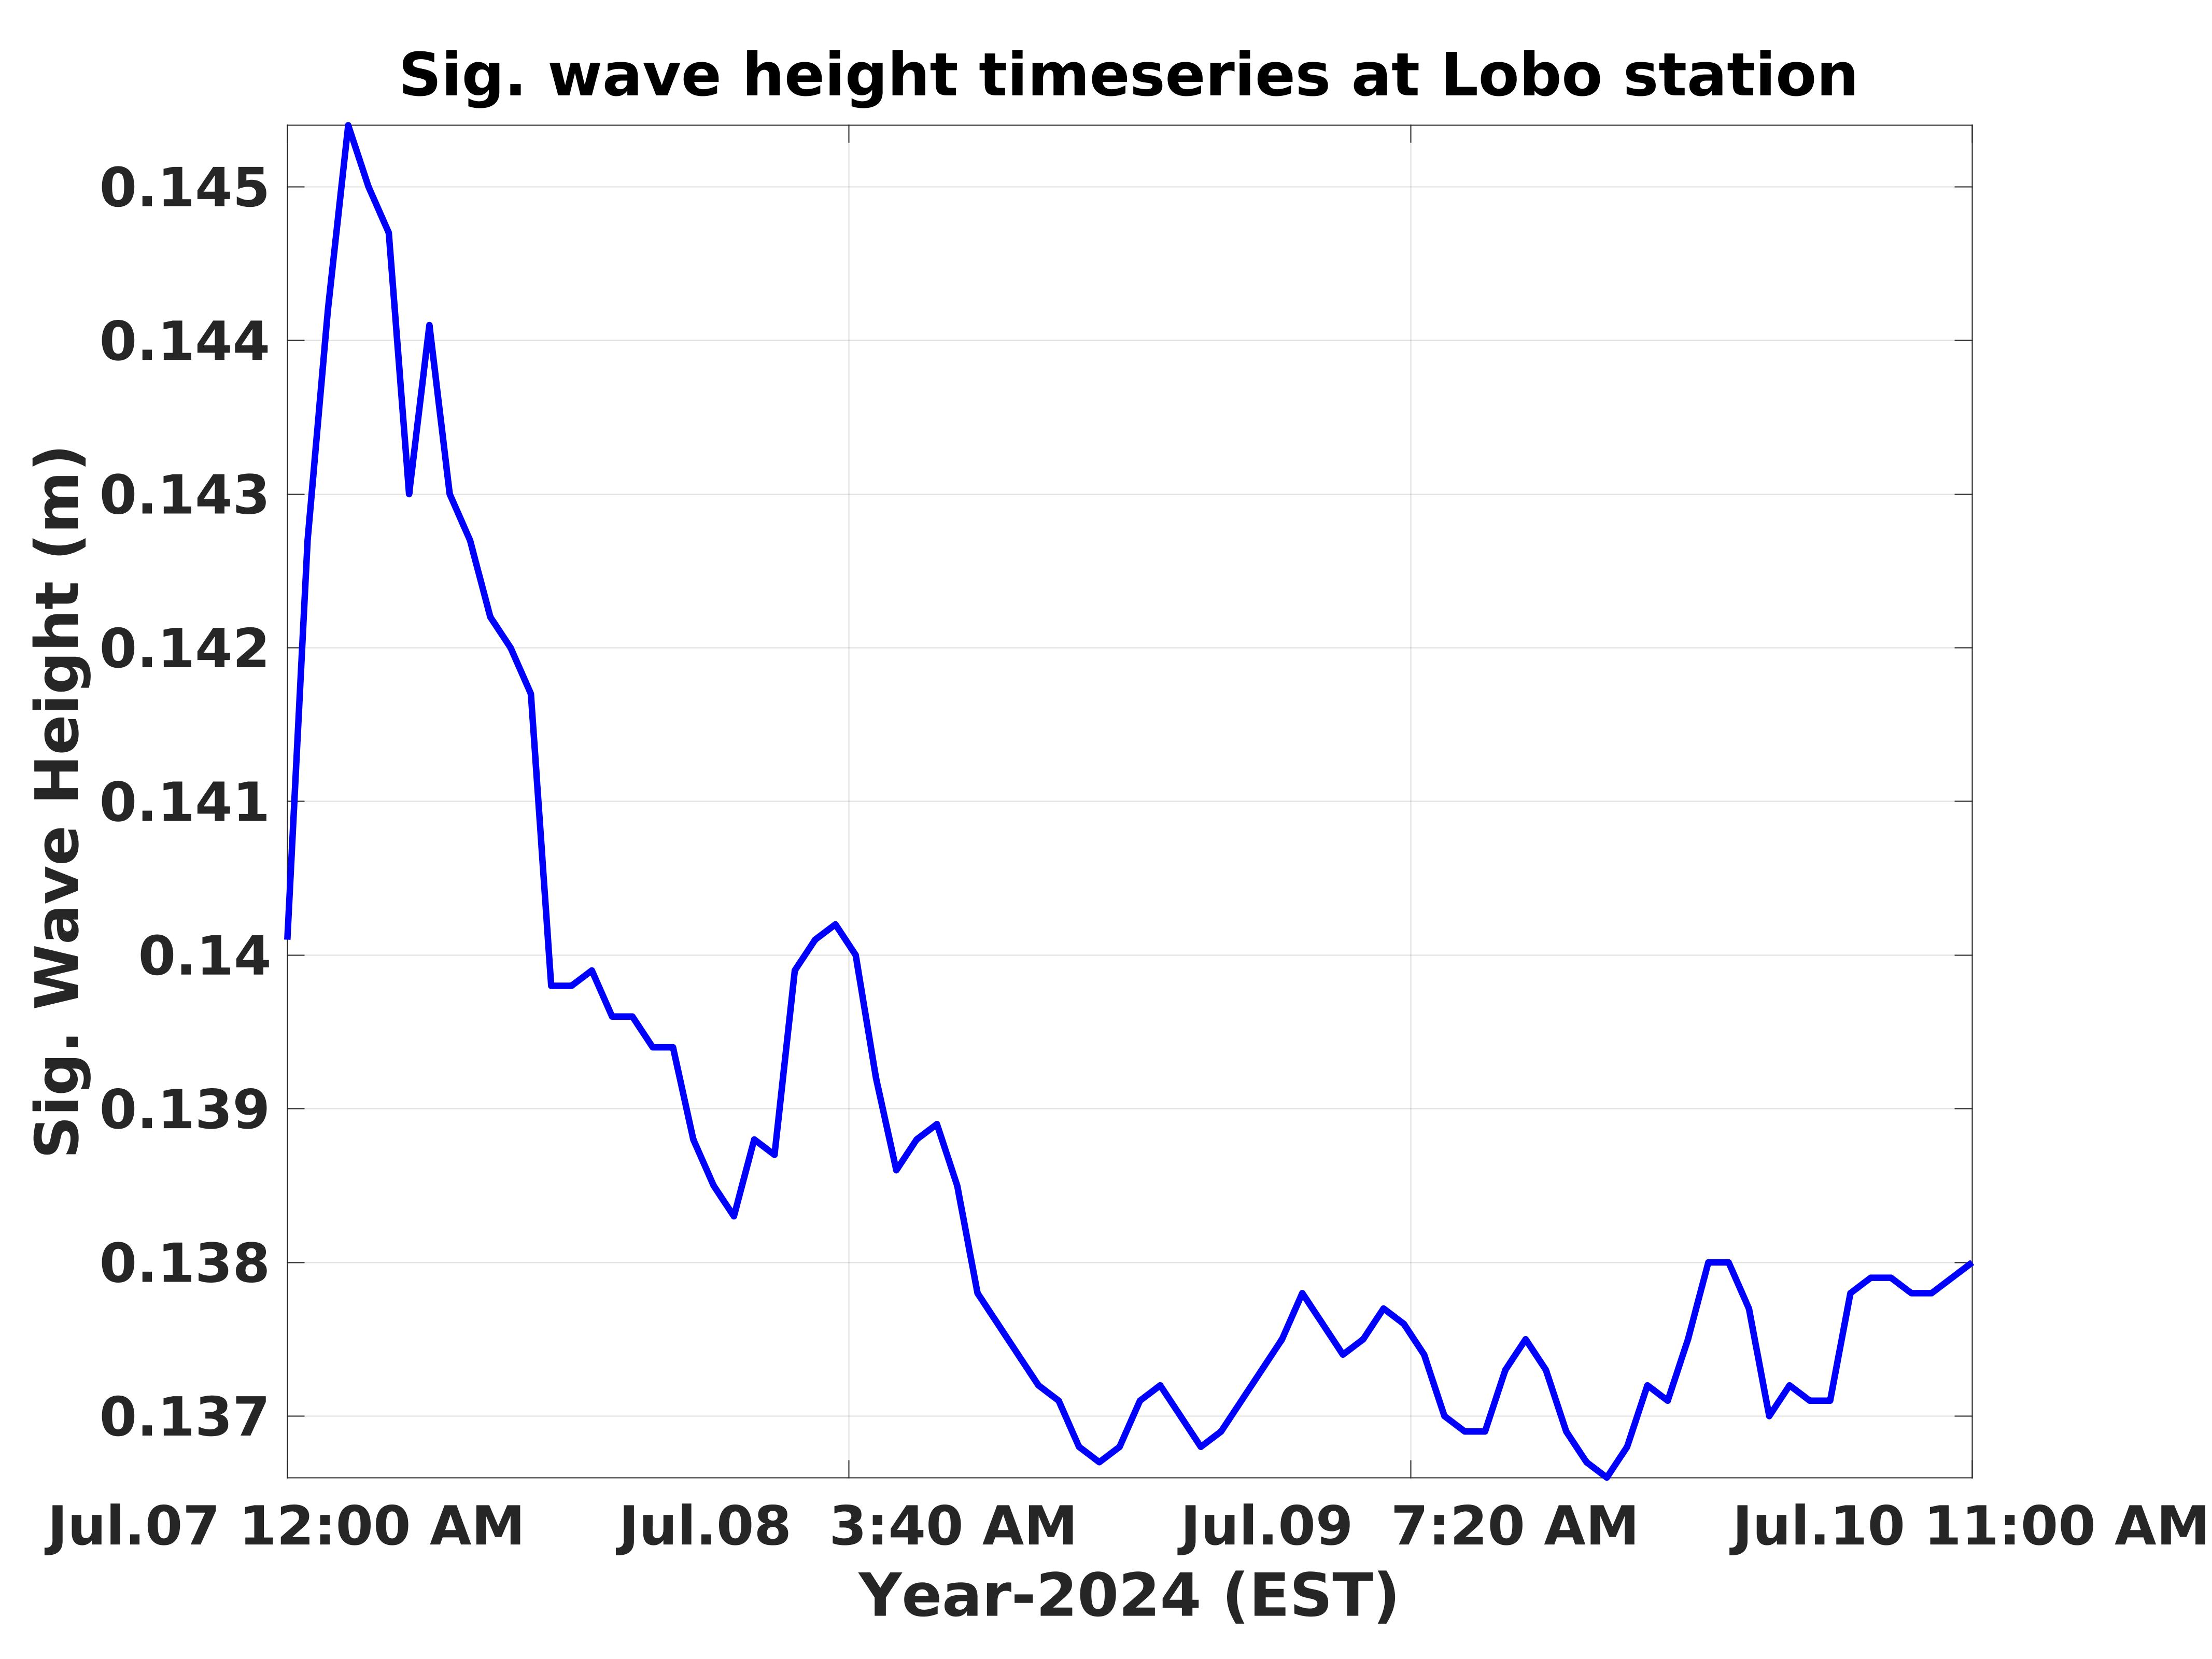 Sig. wave height timeseries at Lobo station
Sig. Wave Height (m)
0.145
0.144
0.143
0.142
0.141
0.14
0.139
0.138
0.137
Jul.07 12:00 AM
Jul.08 3:40 AM
Jul.09 7:20 AM
Jul.10 11:00 AM
Year-2024 (EST)